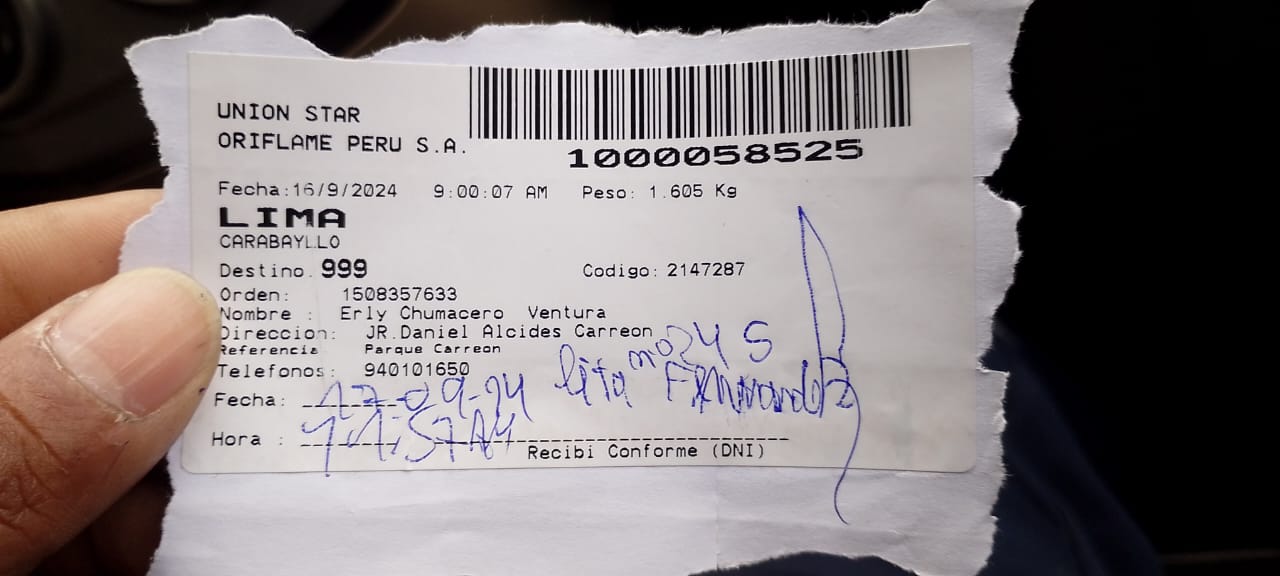 UNION STAR
ORIFLAME PERU S.A.
1000058525
Fecha:16/9/2024 9:00:07 AM Peso: 1.605 Kg
LIMA
CARABAYLLO
Destino. 999 Codigo: 2147287
Orden: 1508357633
Nombre : Erly Chumacero Ventura
Direccion: JR.Daniel Alcides Carreon
Referencia Parque Carreon
Telefonos: 940101650
Fecha: 17-09-24
Hora : 11:57AM
Recibi Conforme (DNI)